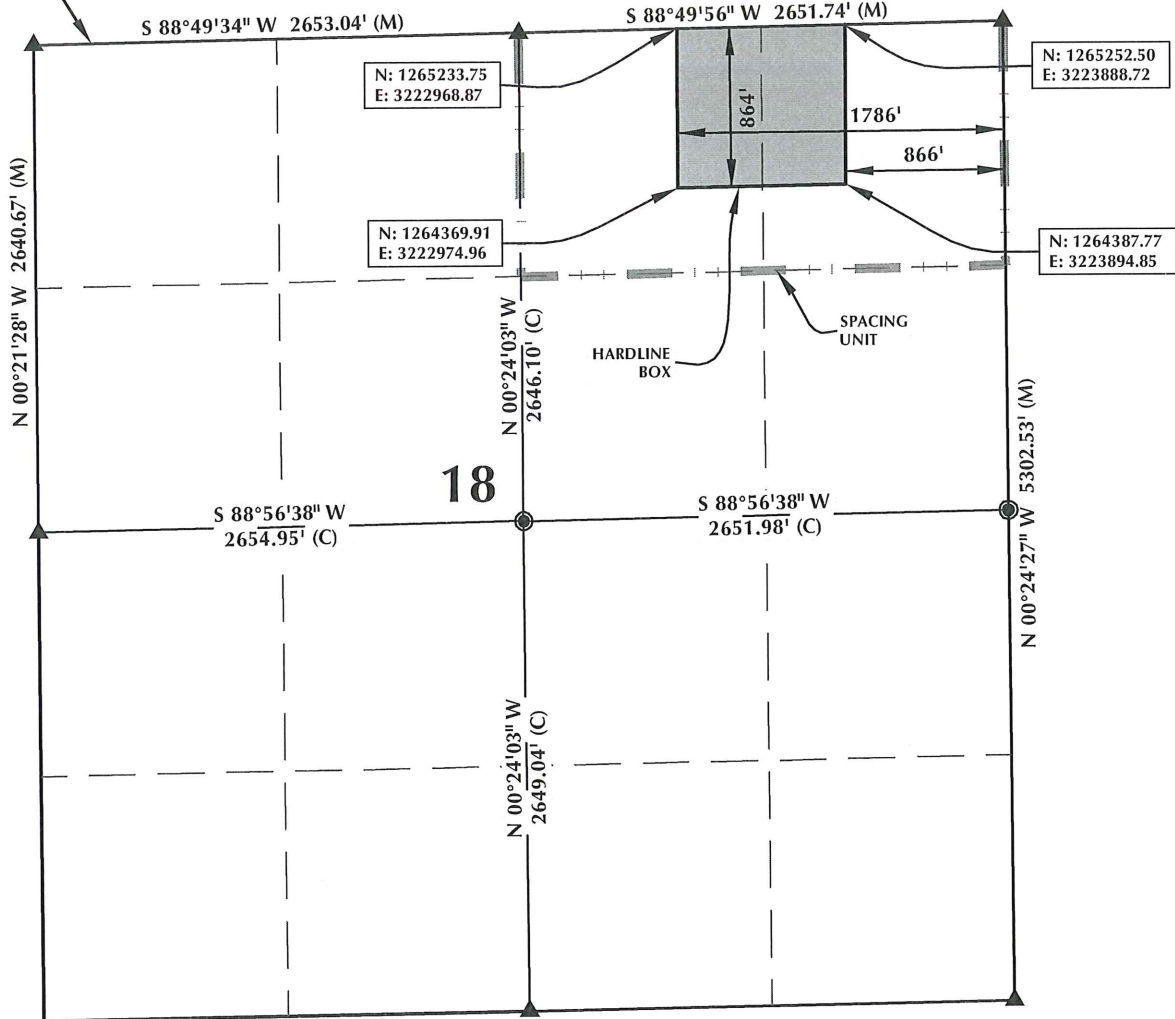 S 88°49'34" W 2653.04' (M)
S 88°49'56" W 2651.74' (M)
N: 1265233.75
E: 3222968.87
N: 1265252.50
E: 3223888.72
864'
1786'
866'
N: 1264369.91
E: 3222974.96
N: 1264387.77
E: 3223894.85
N 00°21'28" W 2640.67' (M)
N 00°24'03" W
2646.10' (C)
HARDLINE
BOX
SPACING
UNIT
18
S 88°56'38" W
2654.95' (C)
S 88°56'38" W
2651.98' (C)
N 00°24'27" W 5302.53' (M)
N 00°24'03" W
2649.04' (C)